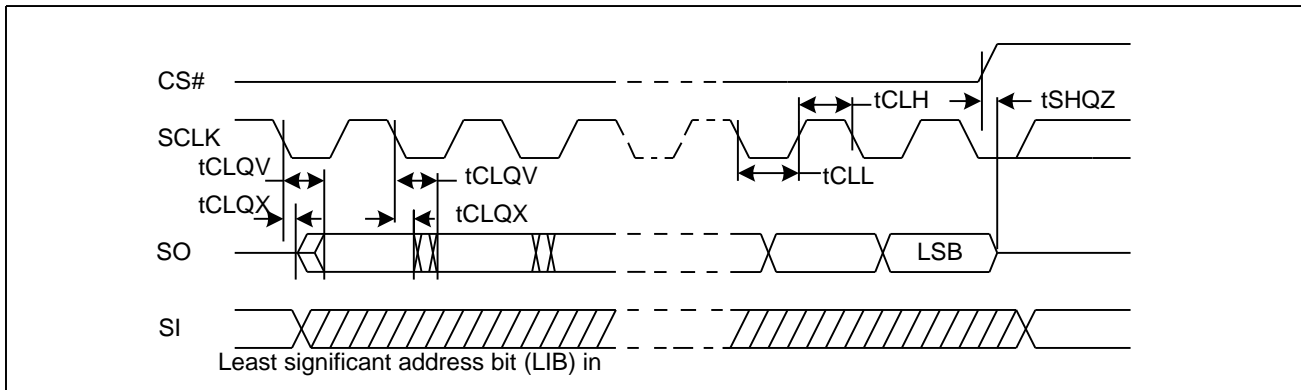 CS#
tCLH
tSHQZ
SCLK
tCLQV
tCLQV
tCLL
tCLQX
tCLQX
SO
LSB
SI
Least significant address bit (LIB) in